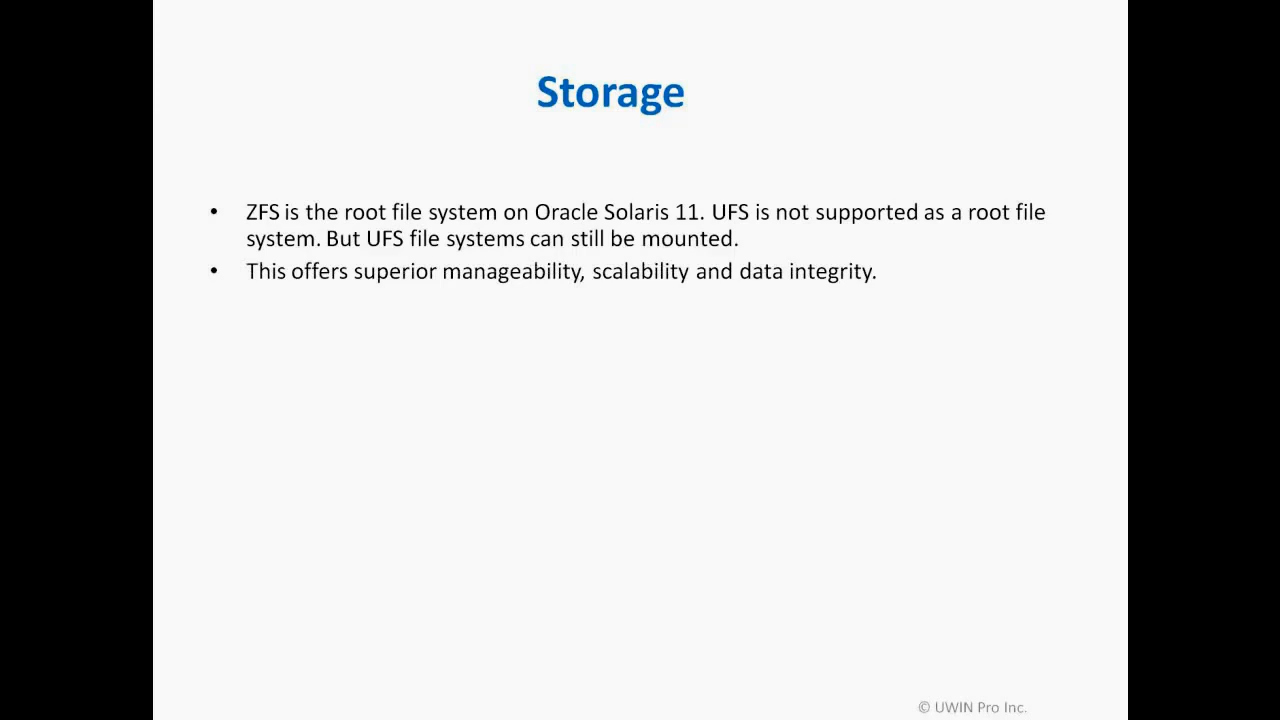 Storage
• ZFS is the root file system on Oracle Solaris 11. UFS is not supported as a root file
system. But UFS file systems can still be mounted.
• This offers superior manageability, scalability and data integrity.
© UWIN Pro Inc.